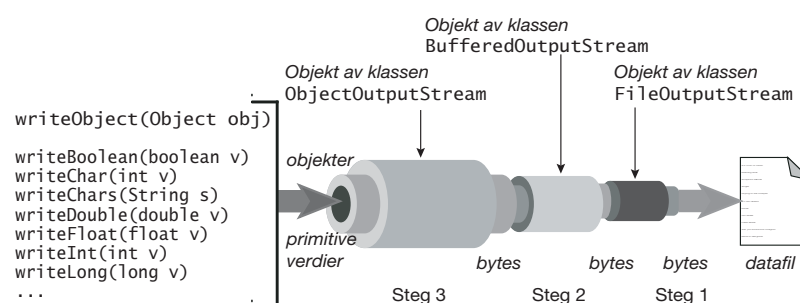 Objekt av klassen
BufferedOutputStream
Objekt av klassen
ObjectOutputStream
Objekt av klassen
FileOutputStream
writeObject(Object obj)
writeBoolean(boolean v)
writeChar(int v)
writeChars(String s)
writeDouble(double v)
writeFloat(float v)
writeInt(int v)
writeLong(long v)
...
objekter
primitive
verdier
bytes
bytes
bytes
datafil
Steg 3
Steg 2
Steg 1